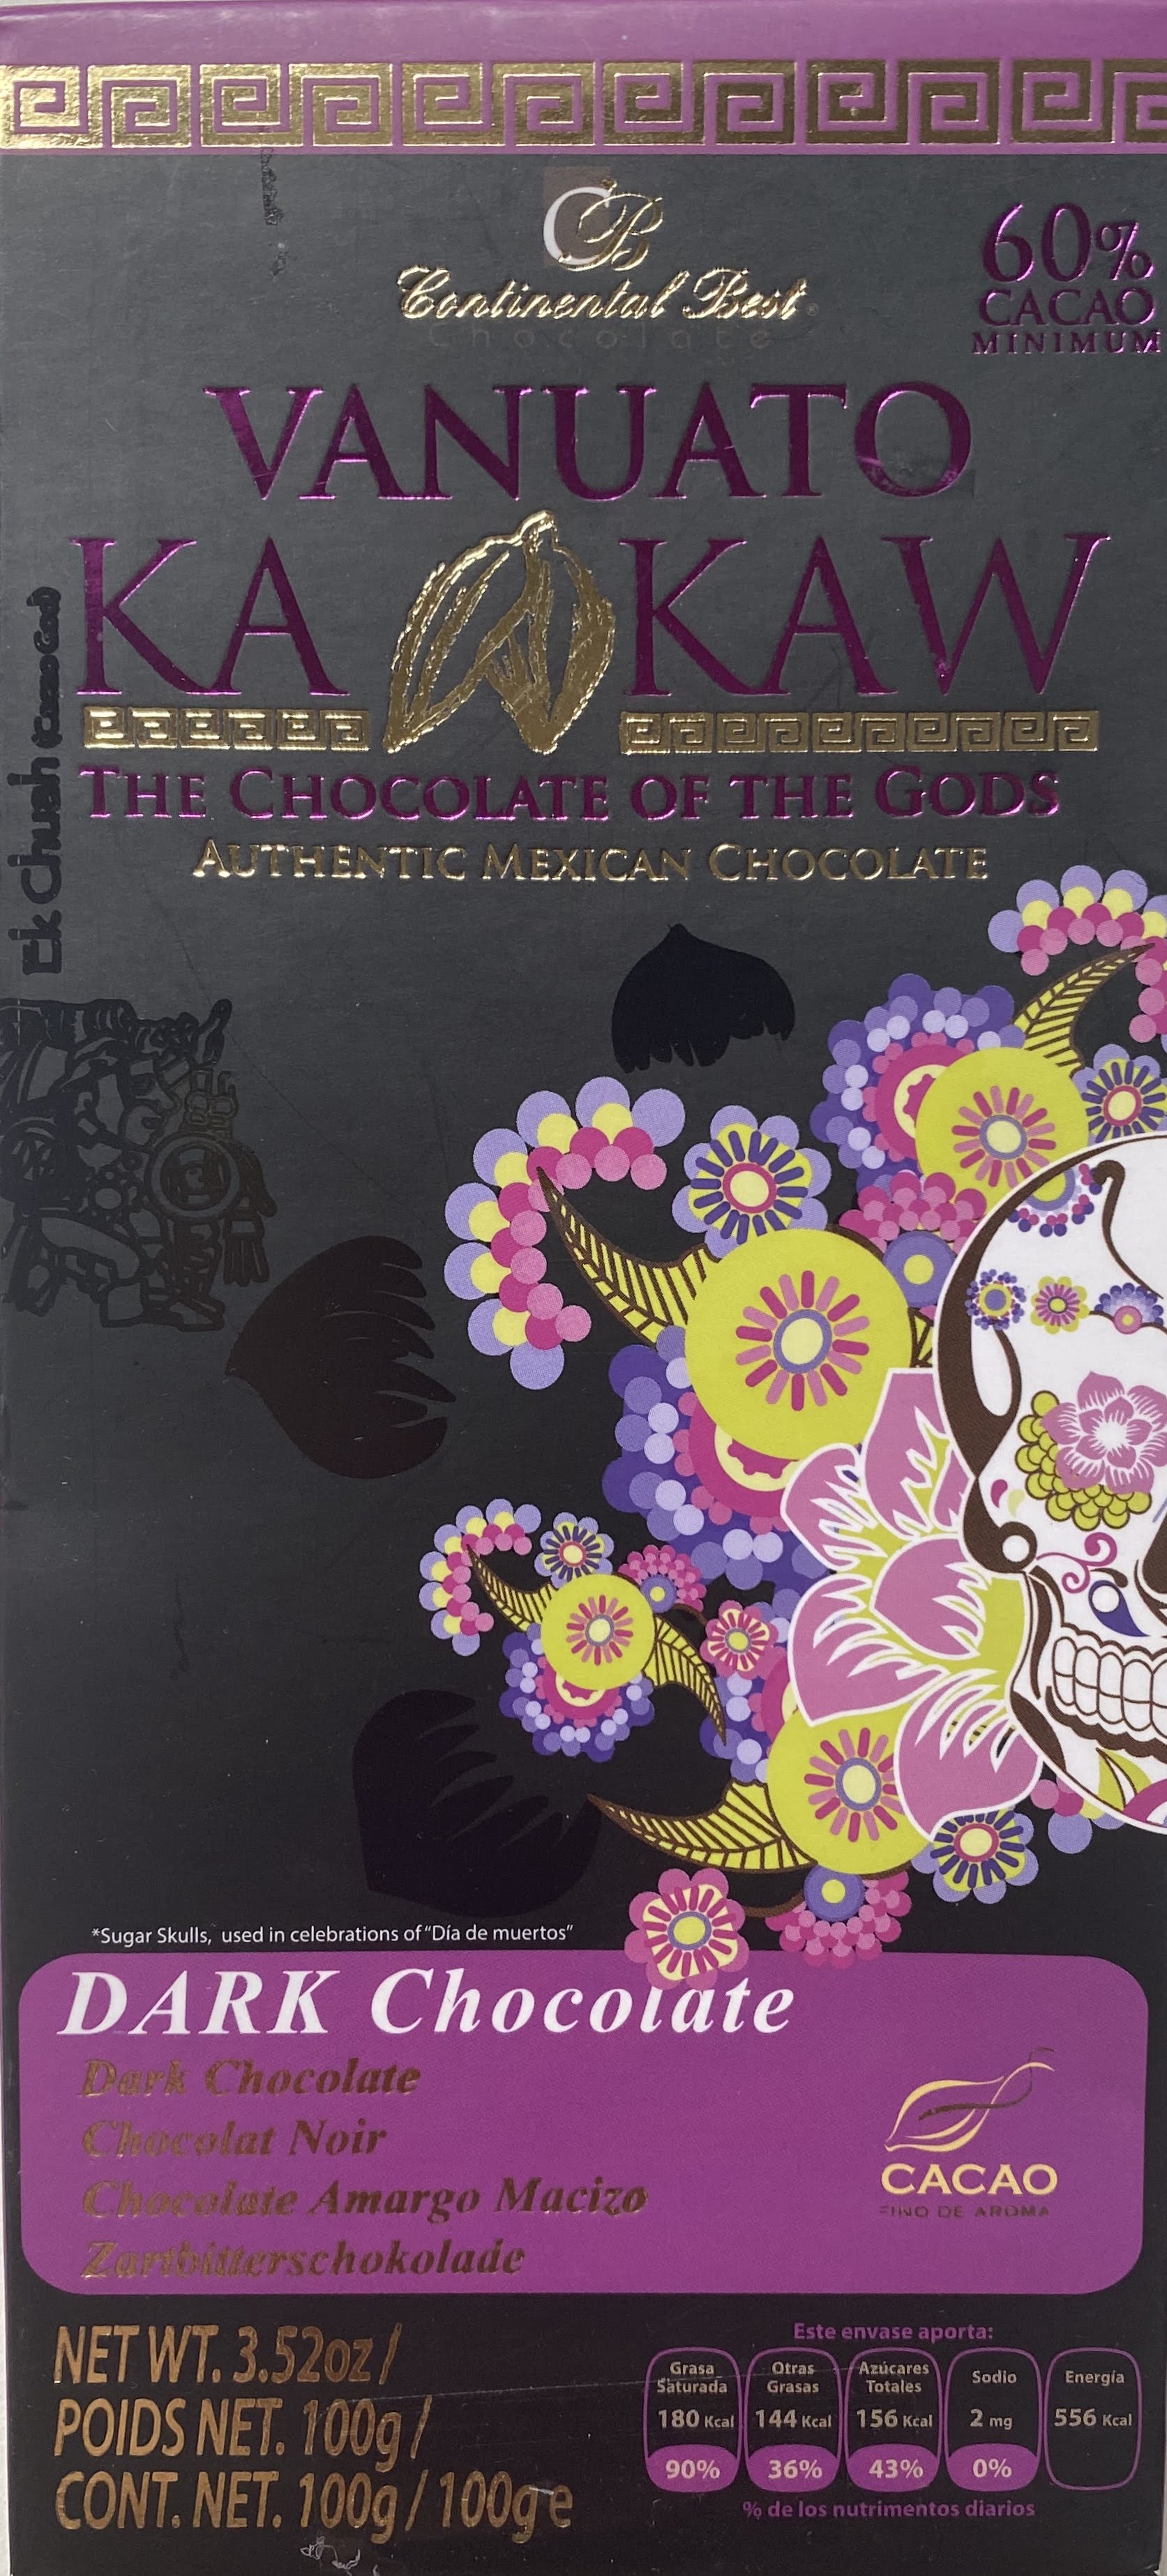 CB
Continental Best®
Chocolate
60%
CACAO
MINIMUM
VANUATO
KA KAW
THE CHOCOLATE OF THE GODS
AUTHENTIC MEXICAN CHOCOLATE
Ek Chuah (cacao God)
*Sugar Skulls, used in celebrations of "Día de muertos"
DARK Chocolate
Dark Chocolate
Chocolat Noir
Chocolate Amargo Macizo
Zartbitterschokolade
CACAO
FINO DE AROMA
NET WT. 3.52oz /
POIDS NET. 100g /
CONT. NET. 100g / 100g e
Este envase aporta:
Grasa Saturada 180 Kcal 90%
Otras Grasas 144 Kcal 36%
Azúcares Totales 156 Kcal 43%
Sodio 2 mg 0%
Energía 556 Kcal
% de los nutrimentos diarios